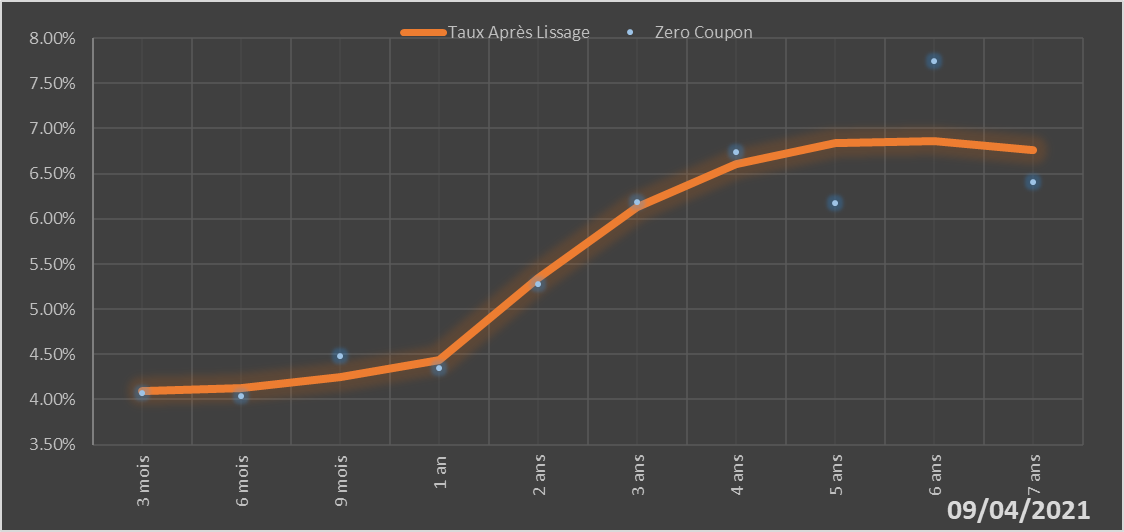 Taux Après Lissage Zero Coupon
8.00%
7.50%
7.00%
6.50%
6.00%
5.50%
5.00%
4.50%
4.00%
3.50%
3 mois
6 mois
9 mois
1 an
2 ans
3 ans
4 ans
5 ans
6 ans
7 ans
09/04/2021